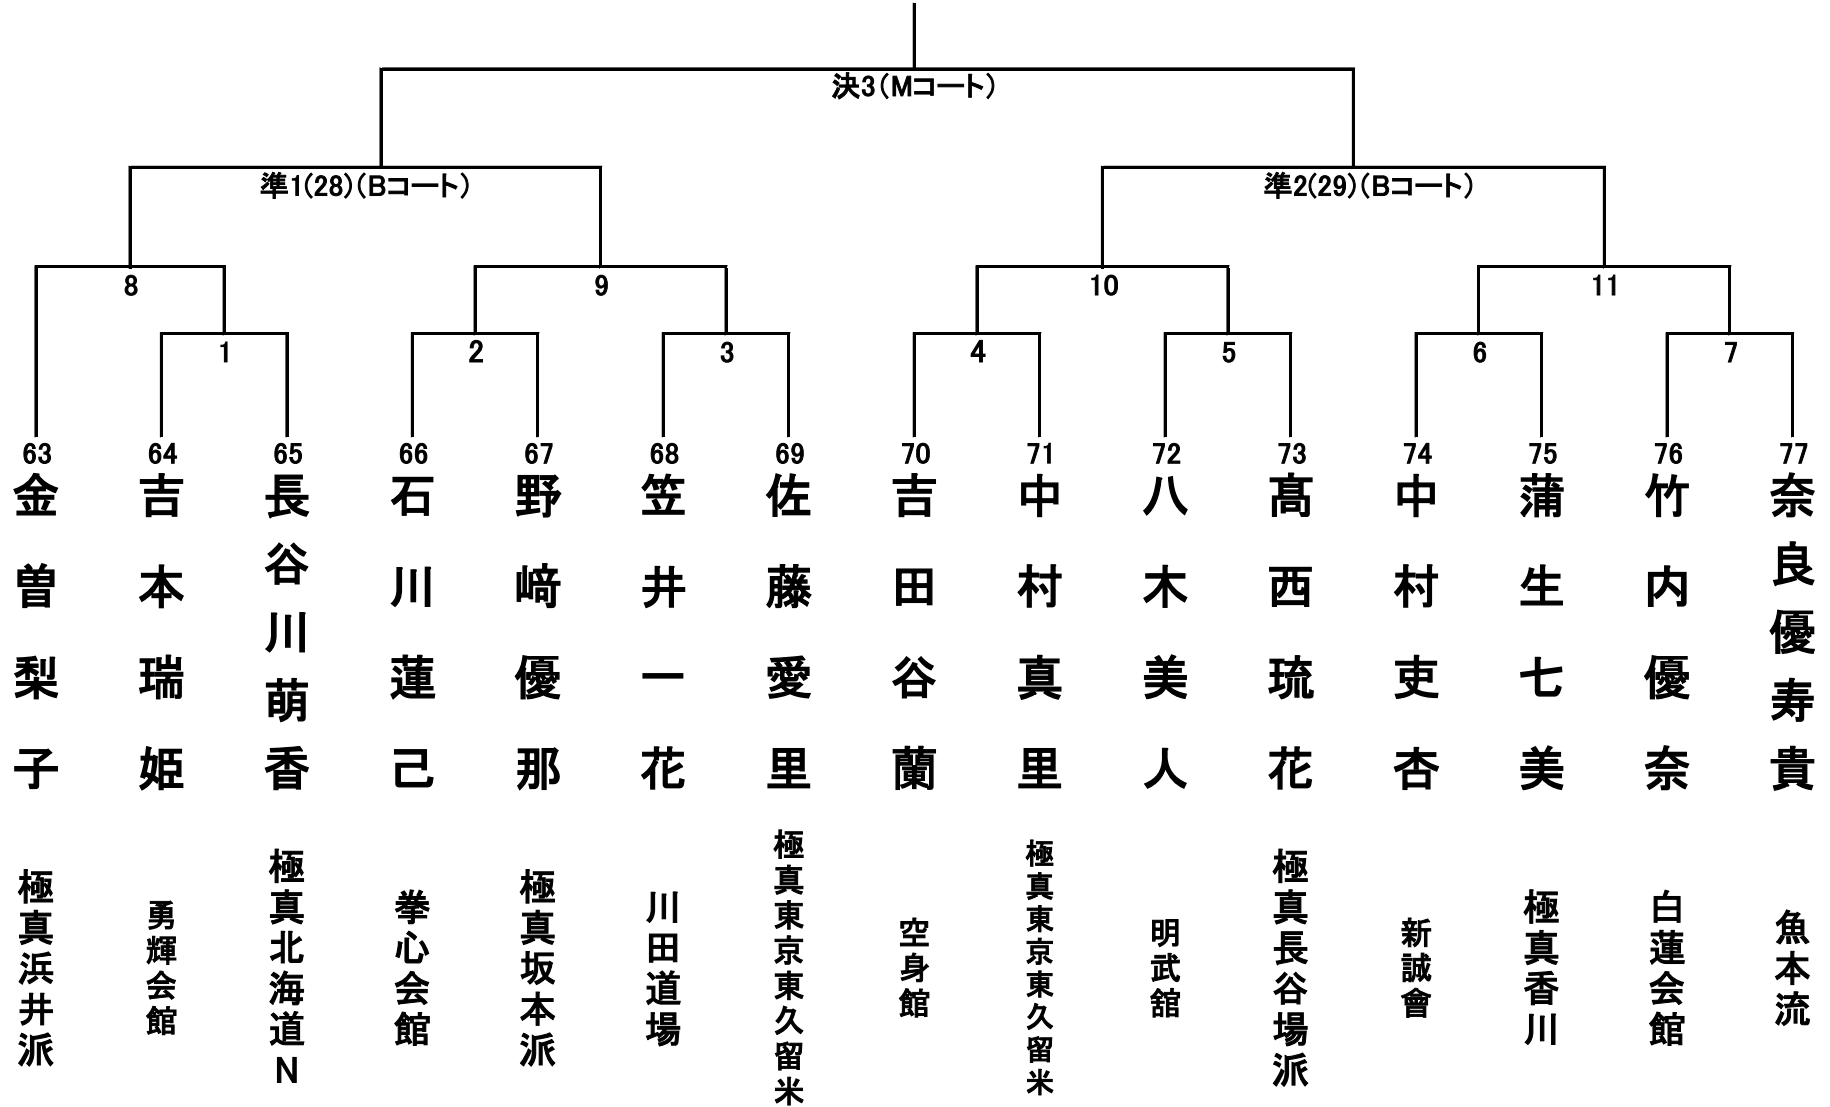 決3(Mコート)
準1(28)(Bコート)
準2(29)(Bコート)
8
9
10
11
1
2
3
4
5
6
7
63
64
65
66
67
68
69
70
71
72
73
74
75
76
77
金曽梨子
吉本瑞姫
長谷川萌香
石川蓮己
野﨑優那
笠井一花
佐藤愛里
吉田谷蘭
中村真里
八木美人
髙西琉花
中村吏杏
蒲生七美
竹内優奈
奈良優寿貴
極真浜井派
勇輝会館
極真北海道N
拳心会館
極真坂本派
川田道場
極真東京東久留米
空身館
極真東京東久留米
明武舘
極真長谷場派
新誠會
極真香川
白蓮会館
魚本流